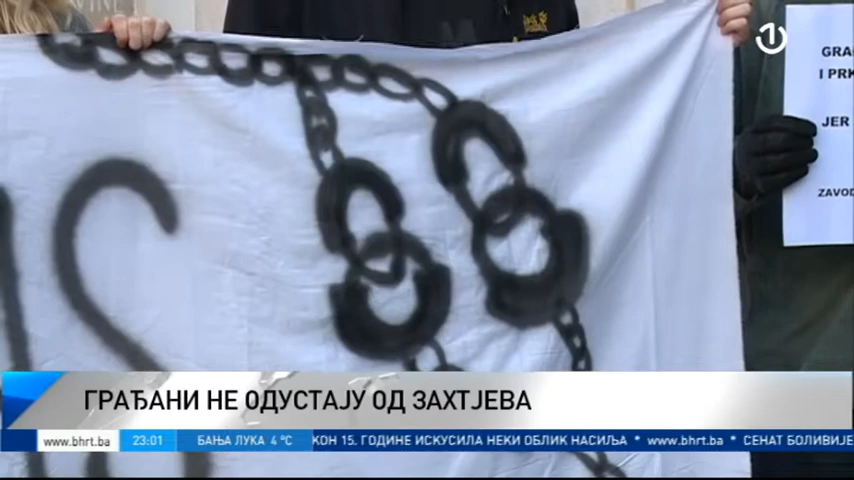 GRA
I PRK
JER
ZAVOD
ГРАЂАНИ НЕ ОДУСТАЈУ ОД ЗАХТЈЕВА
www.bhrt.ba 23:01 БАЊА ЛУКА 4 °C КОН 15. ГОДИНЕ ИСКУСИЛА НЕКИ ОБЛИК НАСИЉА * www.bhrt.ba * СЕНАТ БОЛИВИЈЕ